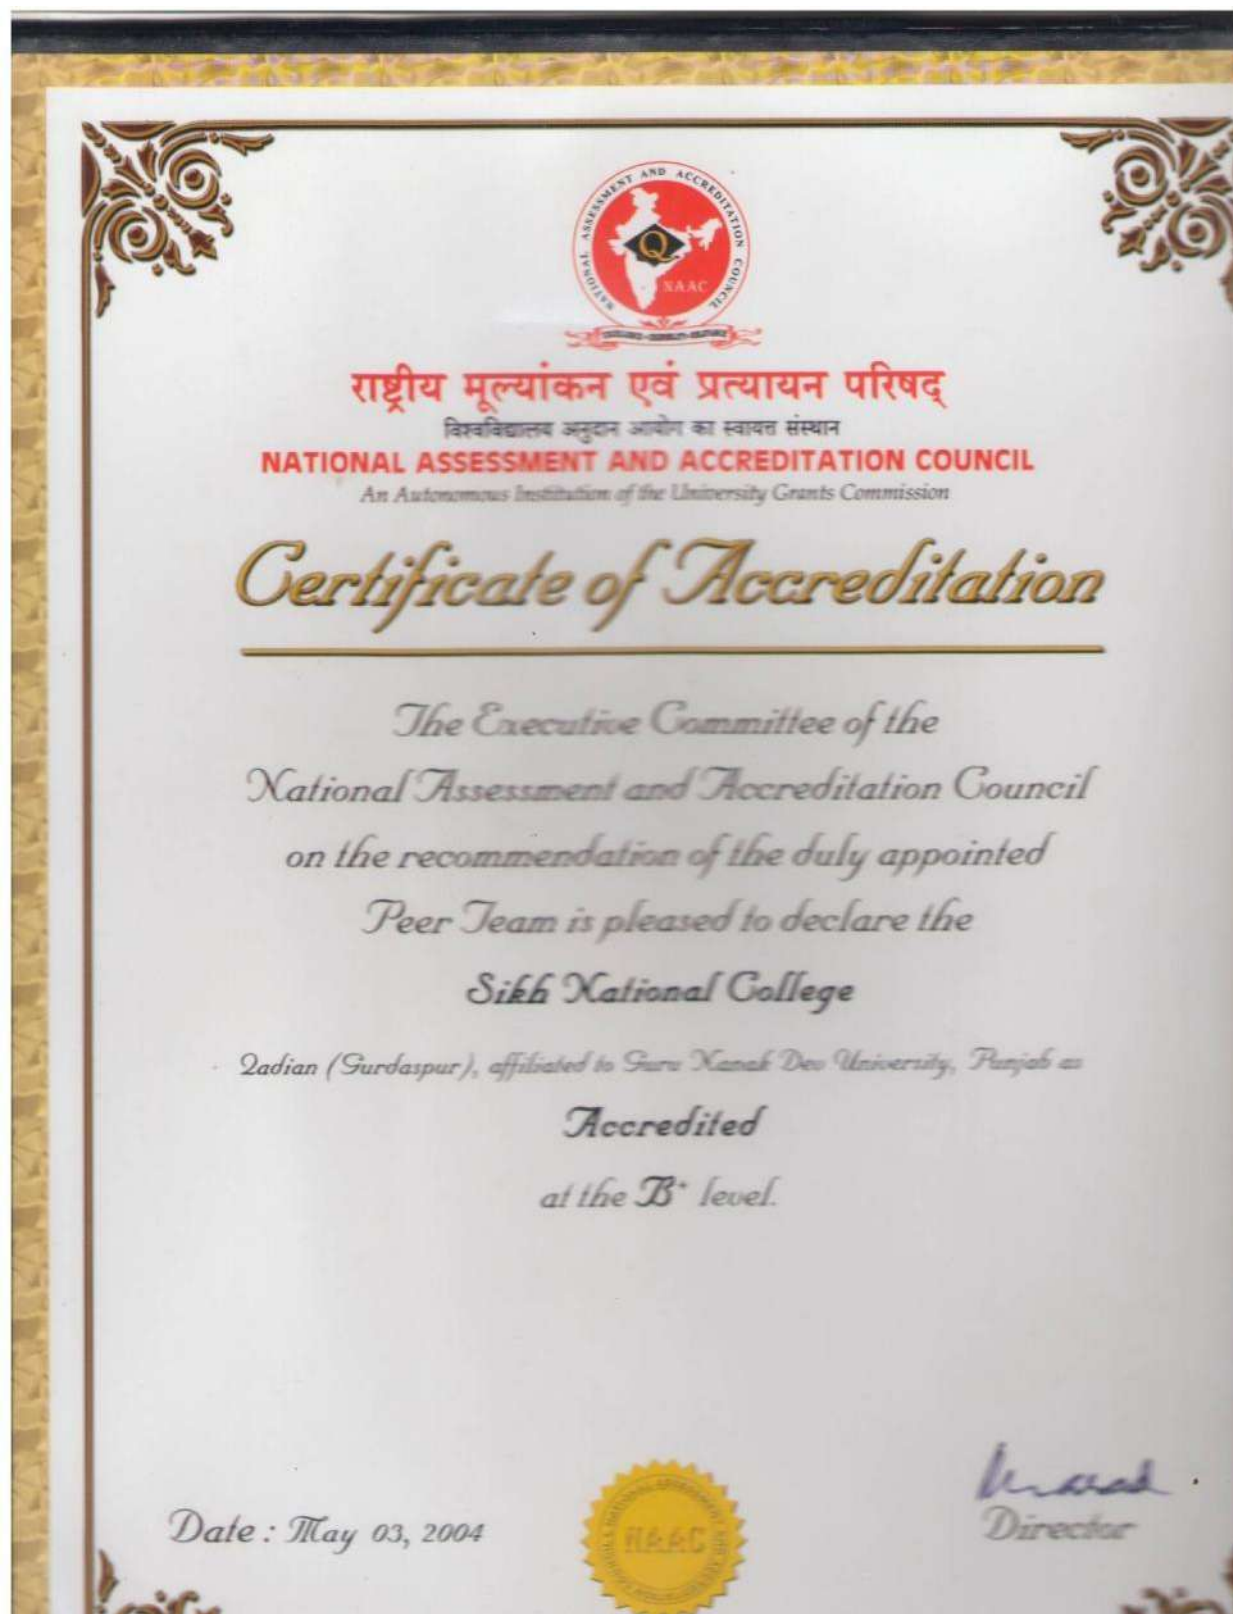 NATIONAL ASSESSMENT AND ACCREDITATION COUNCIL
Q
NAAC
राष्ट्रीय मूल्यांकन एवं प्रत्यायन परिषद्
विश्वविद्यालय अनुदान आयोग का स्वायत्त संस्थान
NATIONAL ASSESSMENT AND ACCREDITATION COUNCIL
An Autonomous Institution of the University Grants Commission
Certificate of Accreditation
The Executive Committee of the
National Assessment and Accreditation Council
on the recommendation of the duly appointed
Peer Team is pleased to declare the
Sikh National College
Qadian (Gurdaspur), affiliated to Guru Nanak Dev University, Punjab as
Accredited
at the B+ level.
Date : May 03, 2004
NAAC
Director